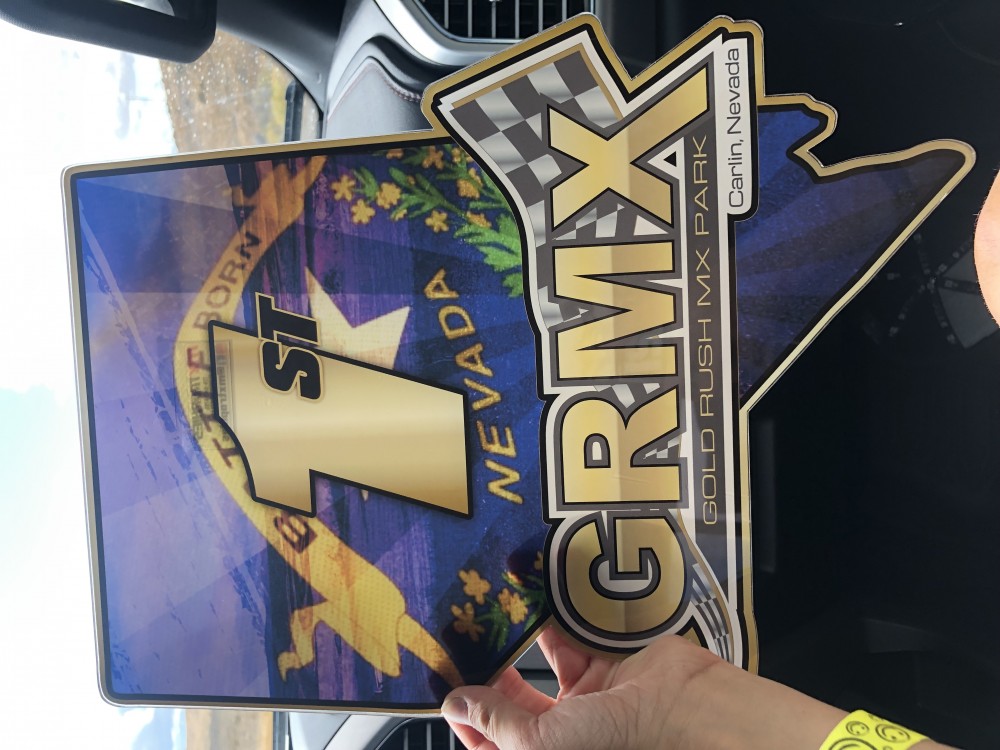 BORN
1ST
NEVADA
GRMX
GOLD RUSH MX PARK
Carlin, Nevada